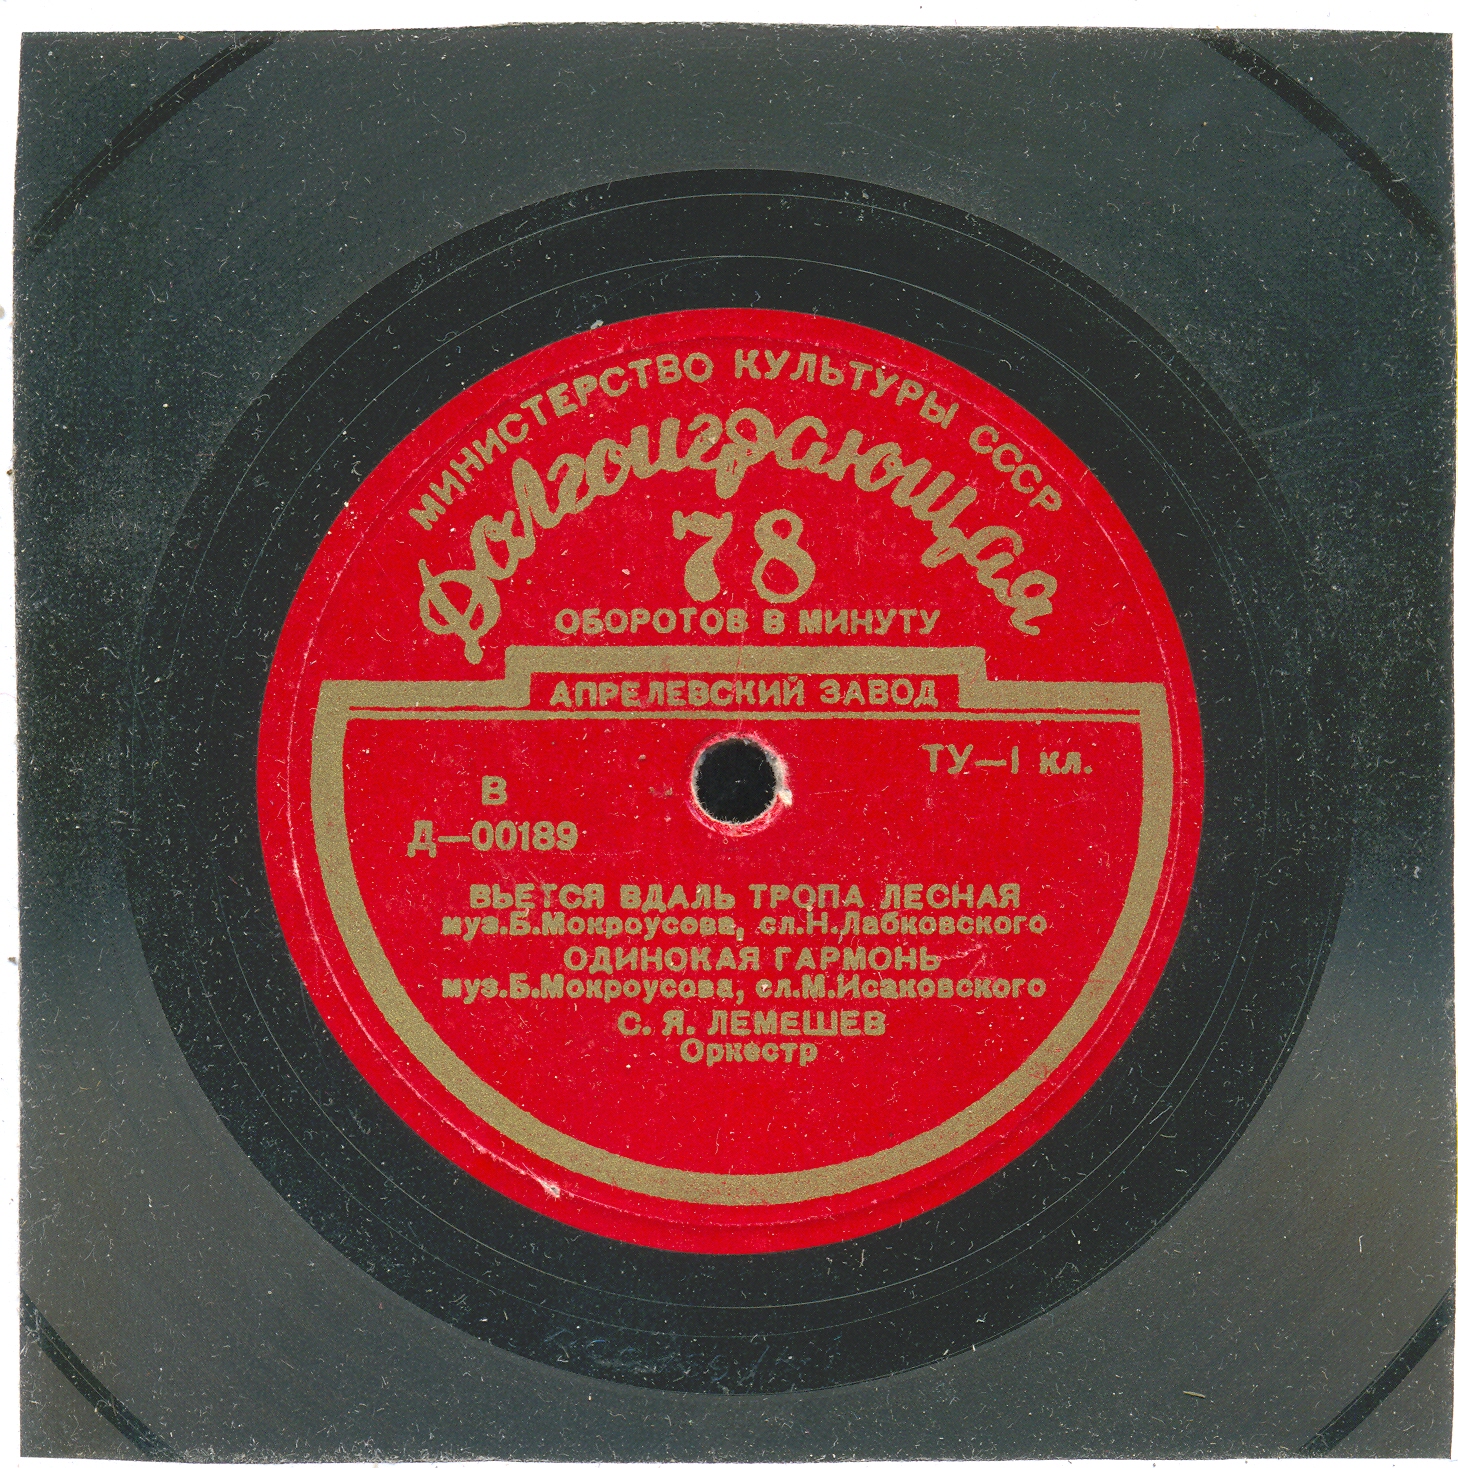 МИНИСТЕРСТВО КУЛЬТУРЫ СССР
Долгоиграющая
78
ОБОРОТОВ В МИНУТУ
АПРЕЛЕВСКИЙ ЗАВОД
ТУ—I кл.
В
Д—00189
ВЬЕТСЯ ВДАЛЬ ТРОПА ЛЕСНАЯ
муз.Б.Мокроусова, сл.Н.Лабковского
ОДИНОКАЯ ГАРМОНЬ
муз.Б.Мокроусова, сл.М.Исаковского
С. Я. ЛЕМЕШЕВ
Оркестр